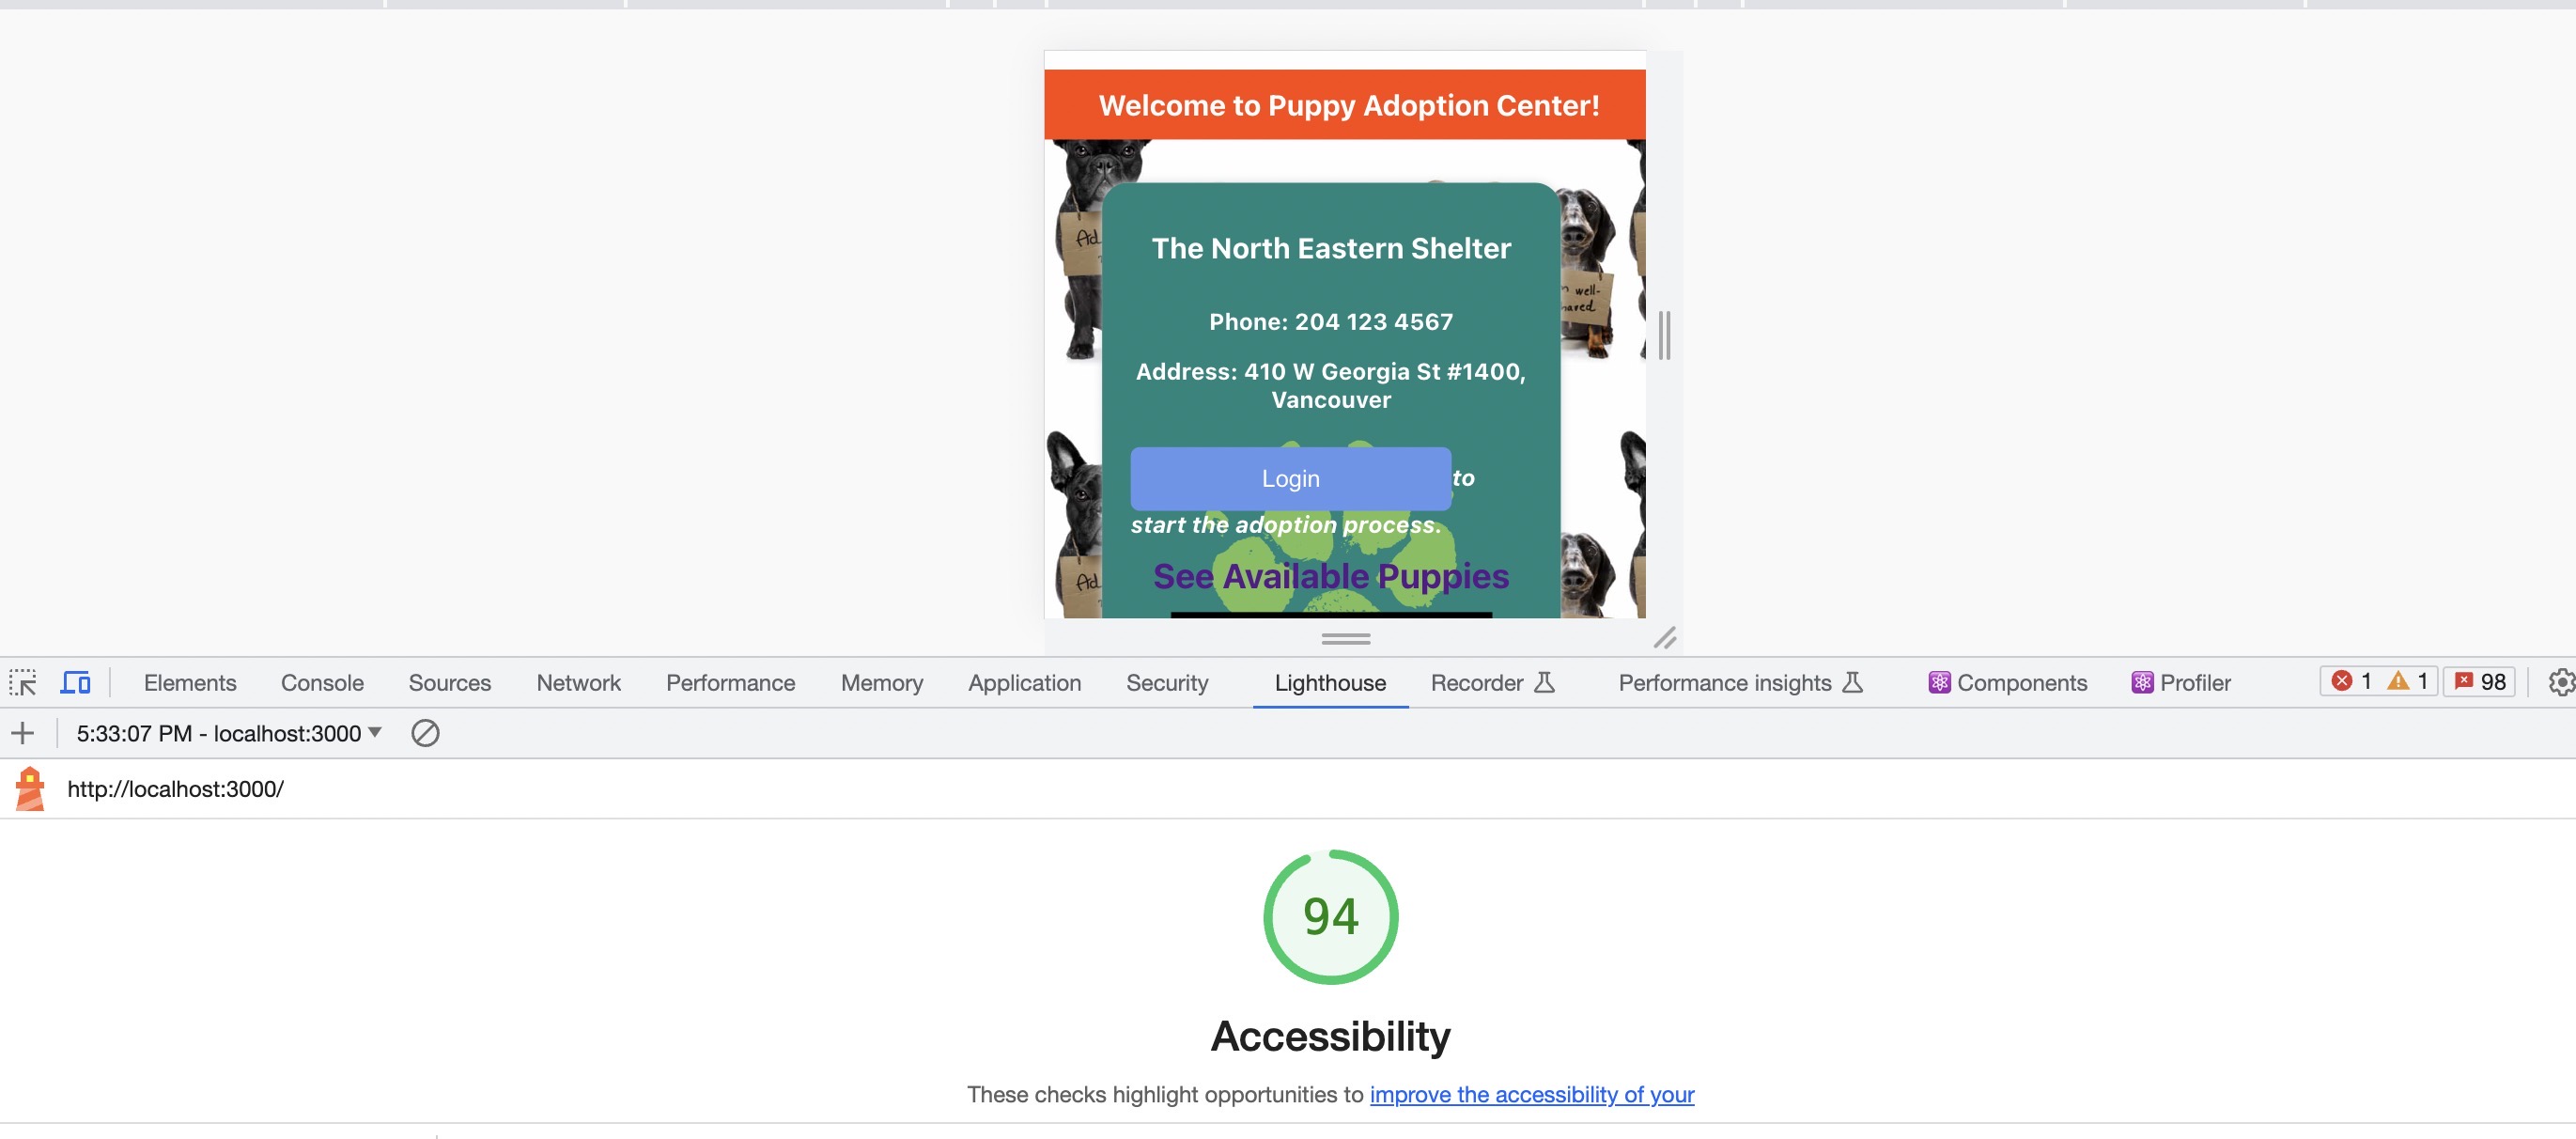 Welcome to Puppy Adoption Center!
The North Eastern Shelter
Phone: 204 123 4567
Address: 410 W Georgia St #1400,
Vancouver
Ad
well-
Login to
start the adoption process.
Ad
See Available Puppies
Elements Console Sources Network Performance Memory Application Security Lighthouse Recorder Performance insights Components Profiler 1 1 98
5:33:07 PM - localhost:3000
http://localhost:3000/
94
Accessibility
These checks highlight opportunities to improve the accessibility of your